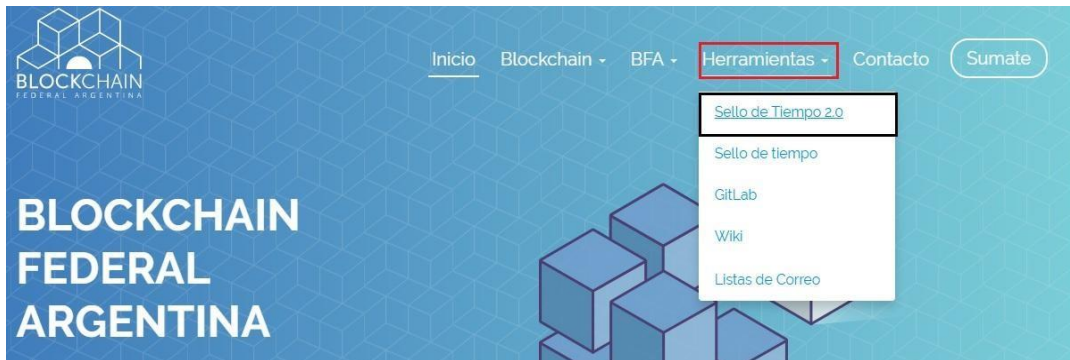 BLOCKCHAIN
FEDERAL ARGENTINA
Inicio Blockchain BFA Herramientas Contacto Sumate
Sello de Tiempo 2.0
Sello de tiempo
GitLab
Wiki
Listas de Correo
BLOCKCHAIN
FEDERAL
ARGENTINA